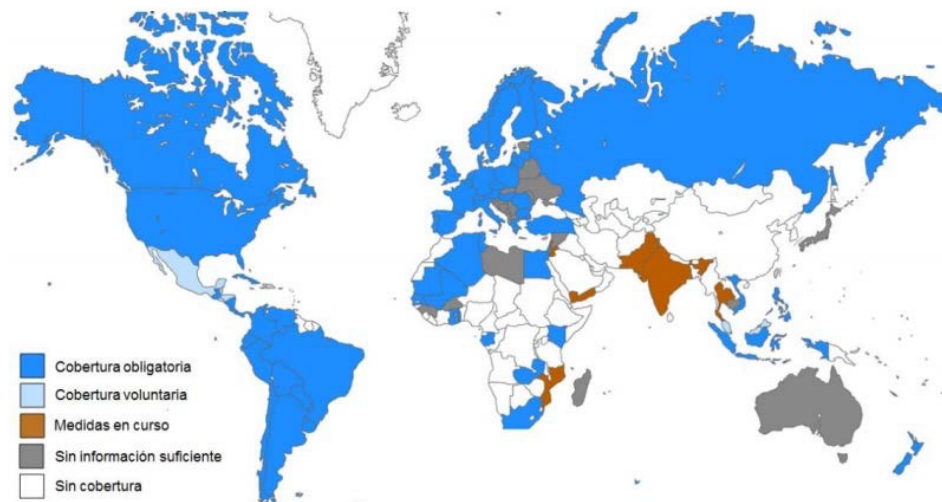 Cobertura obligatoria
Cobertura voluntaria
Medidas en curso
Sin información suficiente
Sin cobertura